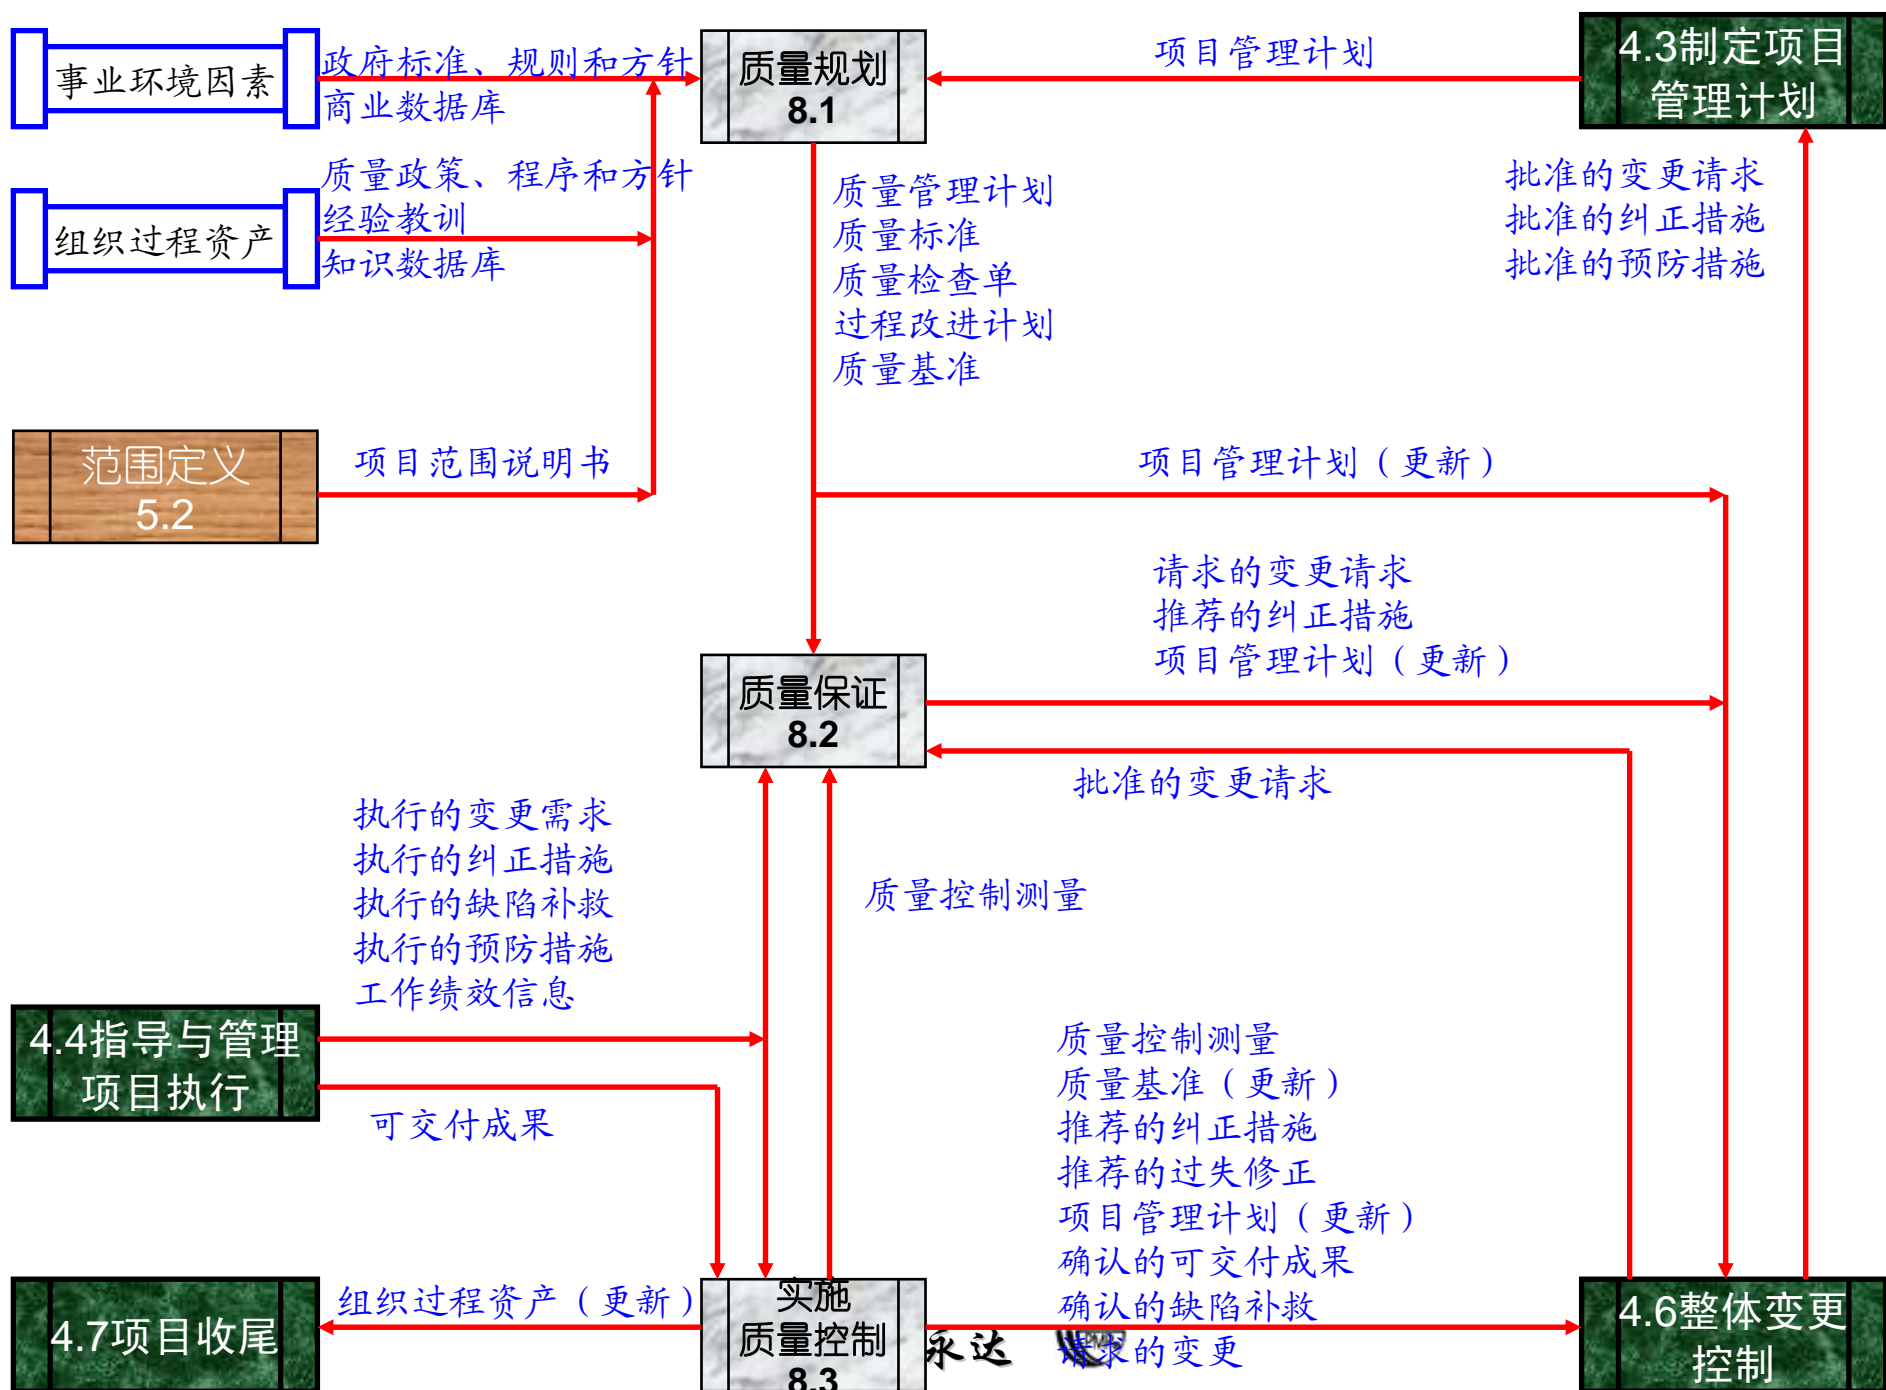 事业环境因素
政府标准、规则和方针
商业数据库
质量规划
8.1
项目管理计划
4.3制定项目
管理计划
组织过程资产
质量政策、程序和方针
经验教训
知识数据库
质量管理计划
质量标准
质量检查单
过程改进计划
质量基准
批准的变更请求
批准的纠正措施
批准的预防措施
范围定义
5.2
项目范围说明书
项目管理计划（更新）
请求的变更请求
推荐的纠正措施
项目管理计划（更新）
质量保证
8.2
批准的变更请求
执行的变更需求
执行的纠正措施
执行的缺陷补救
执行的预防措施
工作绩效信息
质量控制测量
4.4指导与管理
项目执行
可交付成果
质量控制测量
质量基准（更新）
推荐的纠正措施
推荐的过失修正
项目管理计划（更新）
确认的可交付成果
确认的缺陷补救
请求的变更
4.7项目收尾
组织过程资产（更新）
实施
质量控制
8.3
永达
4.6整体变更
控制